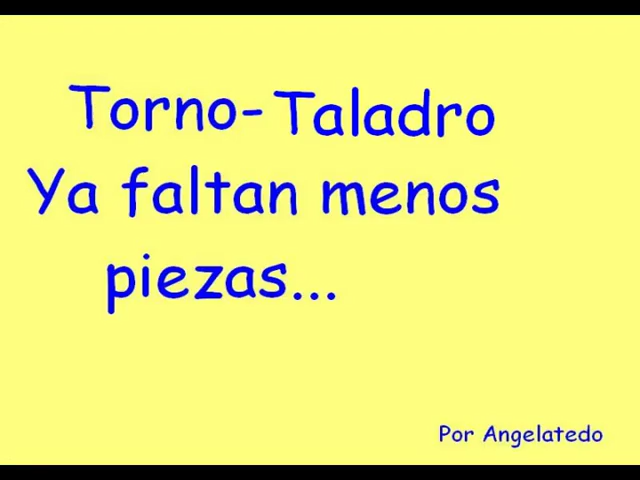 Torno-Taladro
Ya faltan menos
piezas...
Por Angelatedo